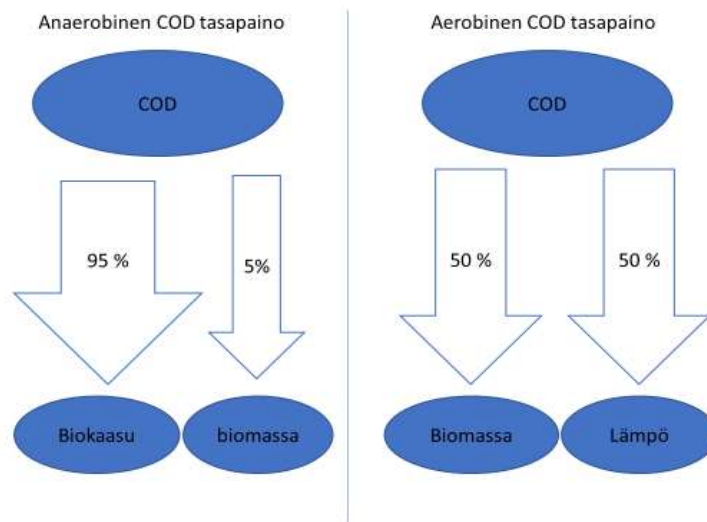 Anaerobinen COD tasapaino
COD
95 %
5%
Biokaasu
biomassa
Aerobinen COD tasapaino
COD
50 %
50 %
Biomassa
Lämpö